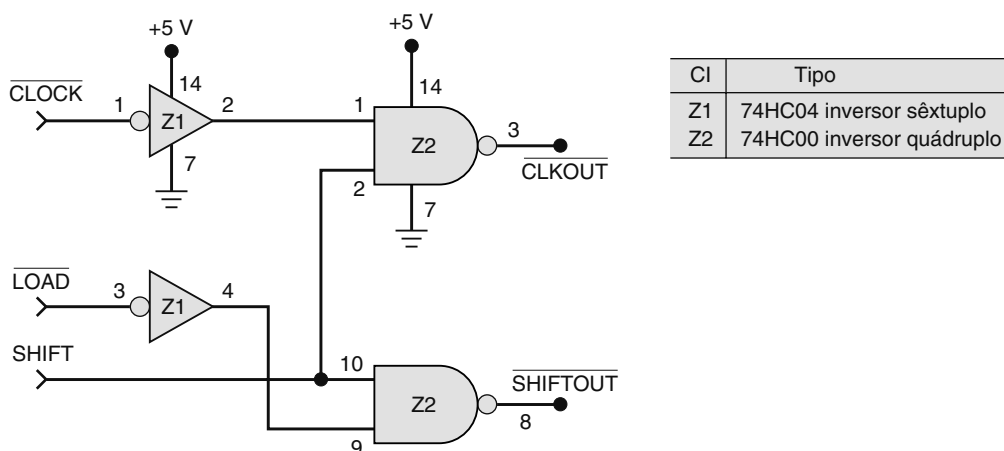 +5 V
+5 V
CI Tipo
Z1 74HC04 inversor sêxtuplo
Z2 74HC00 inversor quádruplo
CLOCK
14
14
1
Z1
2
1
Z2
3
CLKOUT
7
2
7
LOAD
3
Z1
4
SHIFT
10
SHIFTOUT
Z2
8
9